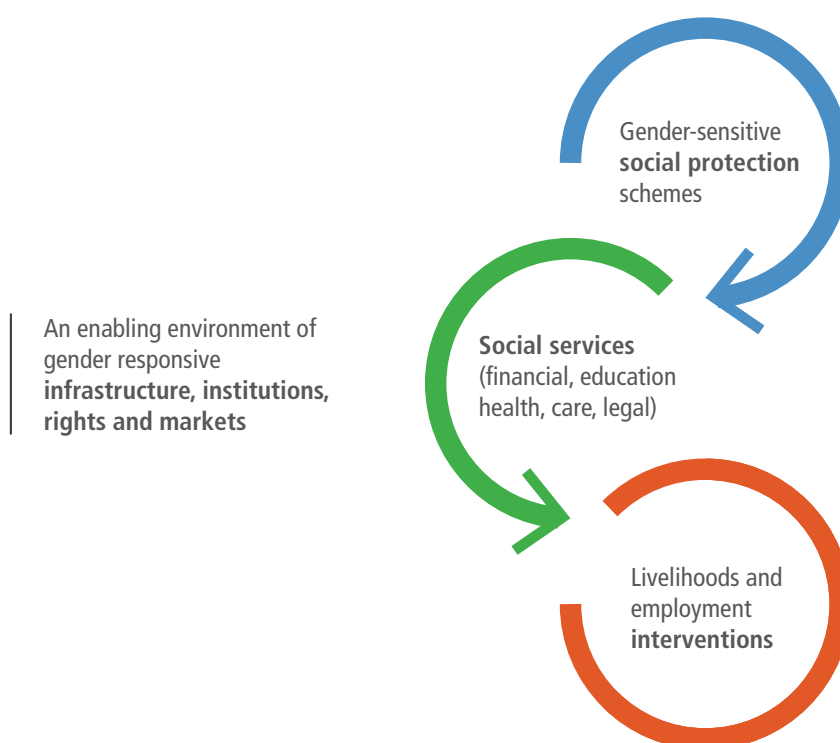 Gender-sensitive
social protection
schemes
An enabling environment of
gender responsive
infrastructure, institutions,
rights and markets
Social services
(financial, education
health, care, legal)
Livelihoods and
employment
interventions